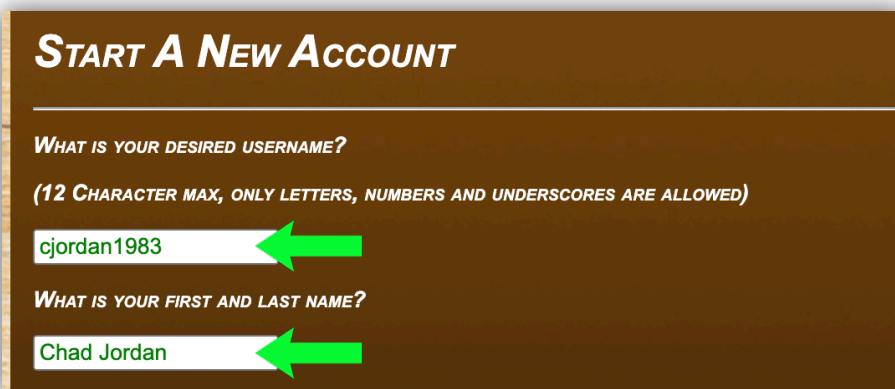 Start A New Account
What is your desired username?
(12 Character max, only letters, numbers and underscores are allowed)
cjordan1983
What is your first and last name?
Chad Jordan